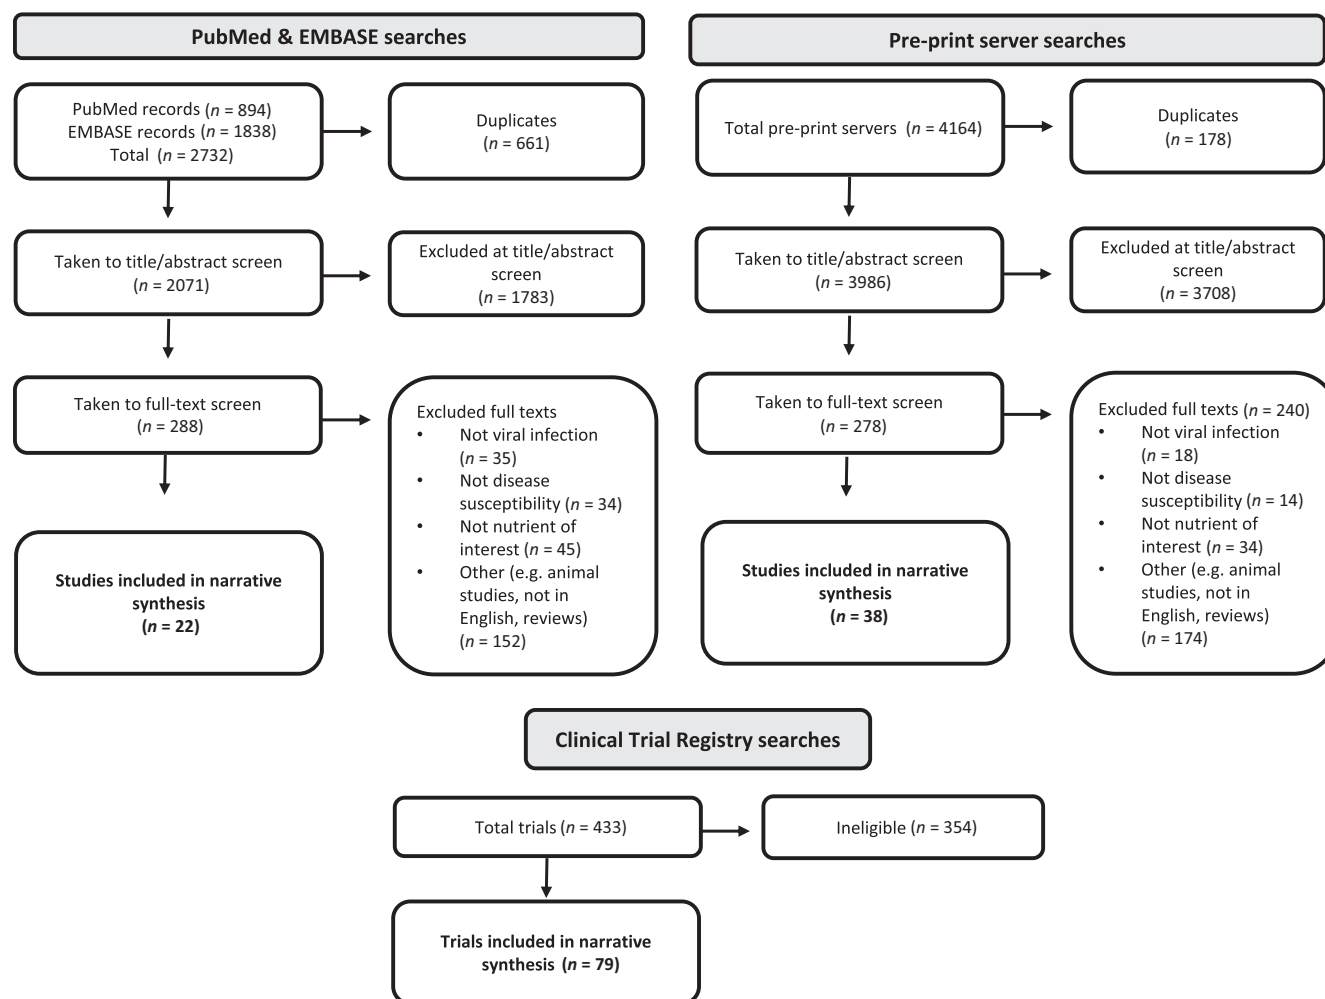 PubMed & EMBASE searches
PubMed records (n = 894)
EMBASE records (n = 1838)
Total (n = 2732)
Duplicates
(n = 661)
Taken to title/abstract screen
(n = 2071)
Excluded at title/abstract
screen
(n = 1783)
Taken to full-text screen
(n = 288)
Excluded full texts
• Not viral infection
(n = 35)
• Not disease
susceptibility (n = 34)
• Not nutrient of
interest (n = 45)
• Other (e.g. animal
studies, not in
English, reviews)
(n = 152)
Studies included in narrative
synthesis
(n = 22)
Pre-print server searches
Total pre-print servers (n = 4164)
Duplicates
(n = 178)
Taken to title/abstract screen
(n = 3986)
Excluded at title/abstract
screen
(n = 3708)
Taken to full-text screen
(n = 278)
Excluded full texts (n = 240)
• Not viral infection
(n = 18)
• Not disease
susceptibility (n = 14)
• Not nutrient of
interest (n = 34)
• Other (e.g. animal
studies, not in
English, reviews)
(n = 174)
Studies included in narrative
synthesis
(n = 38)
Clinical Trial Registry searches
Total trials (n = 433)
Ineligible (n = 354)
Trials included in narrative
synthesis (n = 79)